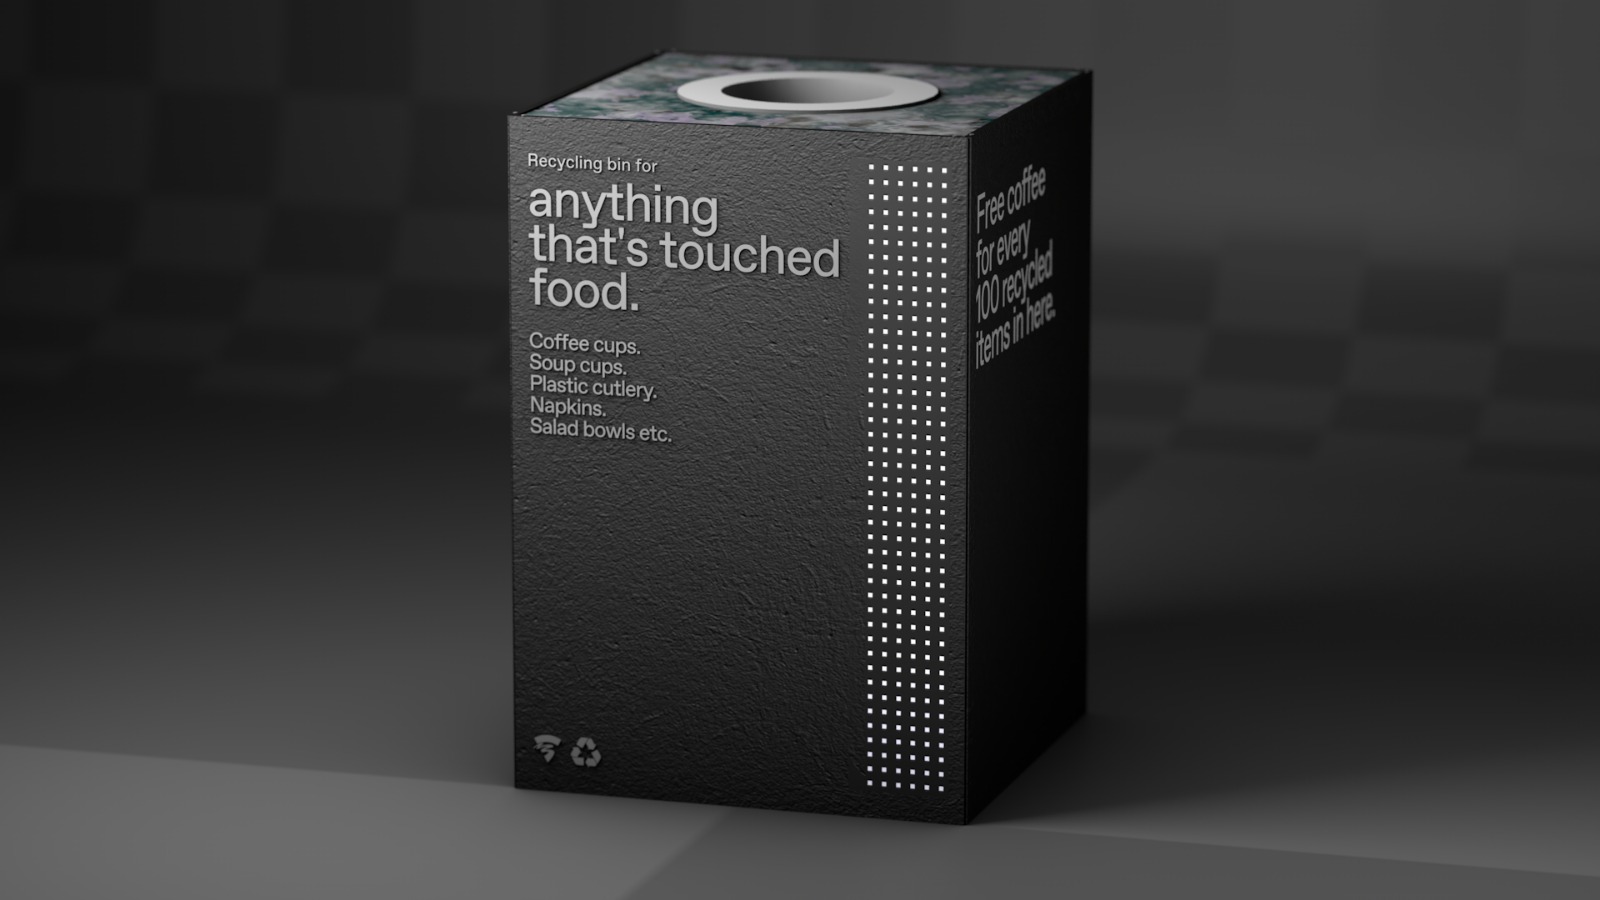 Recycling bin for
anything
that's touched
food.
Coffee cups.
Soup cups.
Plastic cutlery.
Napkins.
Salad bowls etc.
Free coffee
for every
100 recycled
items in here.